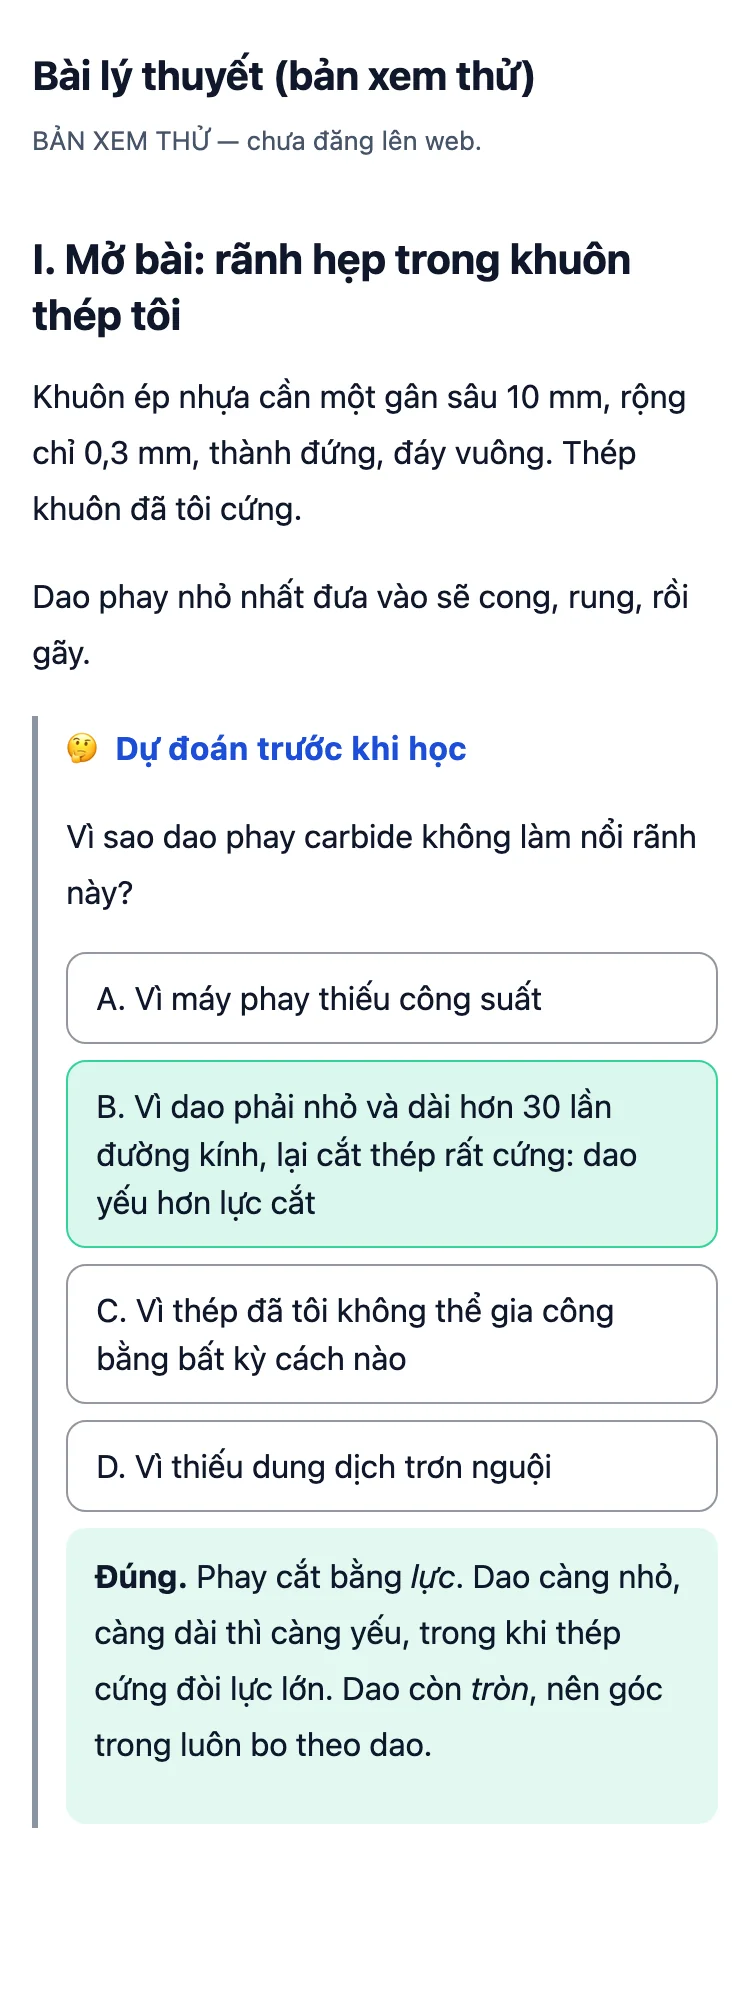 Bài lý thuyết (bản xem thử)
BẢN XEM THỬ — chưa đăng lên web.
I. Mở bài: rãnh hẹp trong khuôn
thép tôi
Khuôn ép nhựa cần một gân sâu 10 mm, rộng
chỉ 0,3 mm, thành đứng, đáy vuông. Thép
khuôn đã tôi cứng.
Dao phay nhỏ nhất đưa vào sẽ cong, rung, rồi
gãy.
🤔 Dự đoán trước khi học
Vì sao dao phay carbide không làm nổi rãnh
này?
A. Vì máy phay thiếu công suất
B. Vì dao phải nhỏ và dài hơn 30 lần
đường kính, lại cắt thép rất cứng: dao
yếu hơn lực cắt
C. Vì thép đã tôi không thể gia công
bằng bất kỳ cách nào
D. Vì thiếu dung dịch trơn nguội
Đúng. Phay cắt bằng lực. Dao càng nhỏ,
càng dài thì càng yếu, trong khi thép
cứng đòi lực lớn. Dao còn tròn, nên góc
trong luôn bo theo dao.